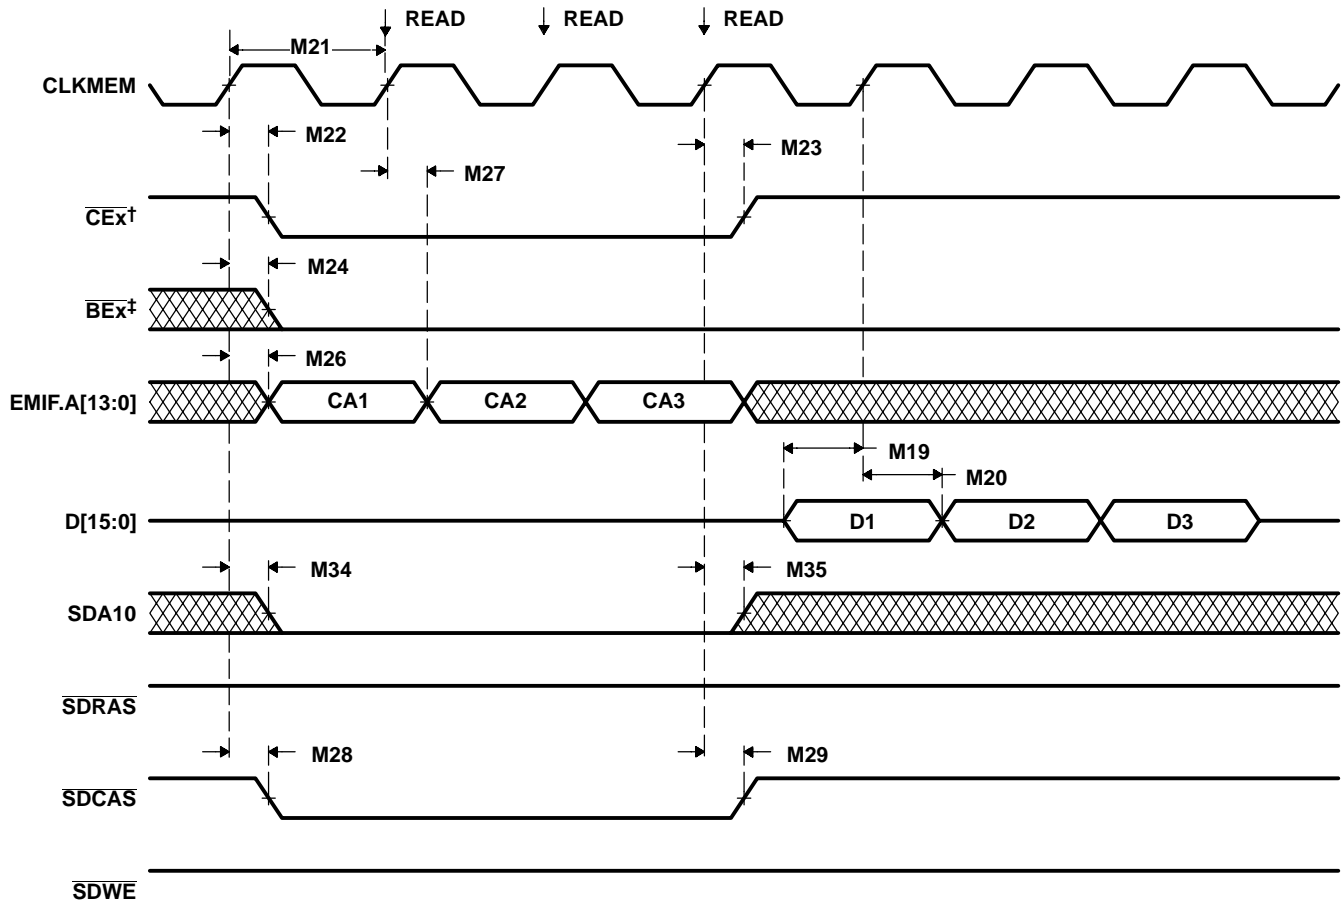 READ READ READ
M21
CLKMEM
M22 M23
M27
CEx†
M24
BEx‡
M26
EMIF.A[13:0] CA1 CA2 CA3
M19
M20
D[15:0] D1 D2 D3
M34 M35
SDA10
SDRAS
M28 M29
SDCAS
SDWE